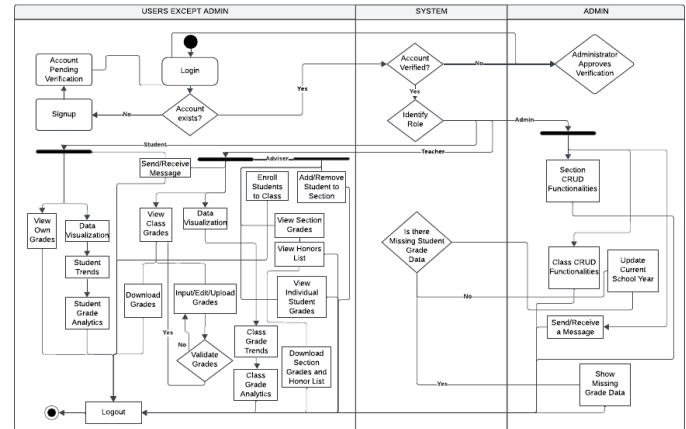 USERS EXCEPT ADMIN
SYSTEM
ADMIN
Account
Pending
Verification
Login
Account
Verified?
No
Administrator
Approves
Verification
Yes
Yes
Signup
No
Account
exists?
Identify
Role
Admin
Student
Teacher
Send/Receive
Message
Adviser
Enroll
Students
to Class
Add/Remove
Student to
Section
Section
CRUD
Functionalities
View
Own
Grades
Data
Visualization
View
Class
Grades
Data
Visualization
View Section
Grades
Is there
Missing Student
Grade
Data
View Honors
List
Student
Trends
Class CRUD
Functionalities
Update
Current
School Year
View
Individual
Student
Grades
Student
Grade
Analytics
Download
Grades
Input/Edit/Upload
Grades
No
Yes
No
Send/Receive
a Message
Class
Grade
Trends
Validate
Grades
Download
Section
Grades and
Honor List
Class
Grade
Analytics
Yes
Show
Missing
Grade Data
Logout